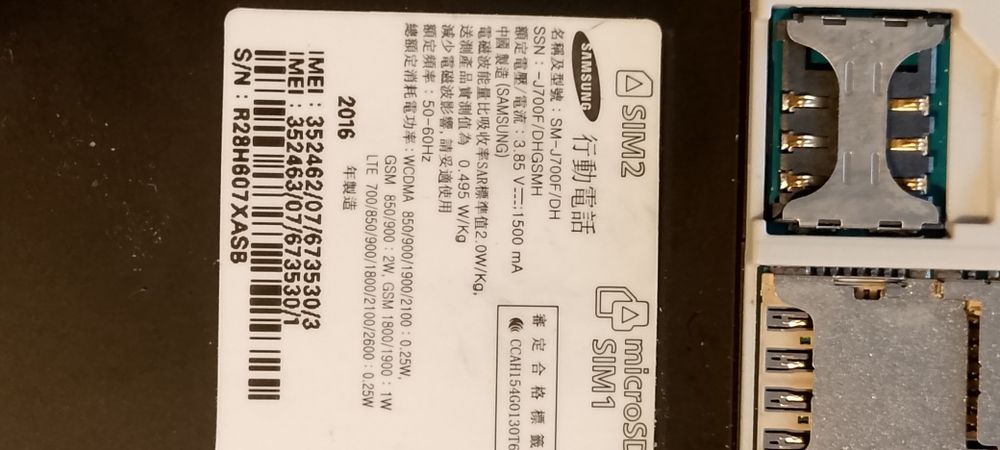 SIM2
microSD
SIM1
SAMSUNG 行動電話
名稱及型號：SM-J700F/DH
SSN：-J700F/DHGSMH
額定電壓/電流：3.85 V⎓1500 mA
中國製造(SAMSUNG)
電磁波能量比吸收率SAR標準值2.0W/Kg,
送測產品實測值為 0.495 W/Kg
減少電磁波影響, 請妥適使用
額定頻率：50-60Hz
總額定消耗電功率：WCDMA 850/900/1900/2100：0.25W,
GSM 850/900：2W, GSM 1800/1900：1W
LTE 700/850/900/1800/2100/2600：0.25W
2016 年製造
審定合格標籤
CCAH154G0130T6
IMEI：352462/07/673530/3
IMEI：352463/07/673530/1
S/N：R28H607XASB